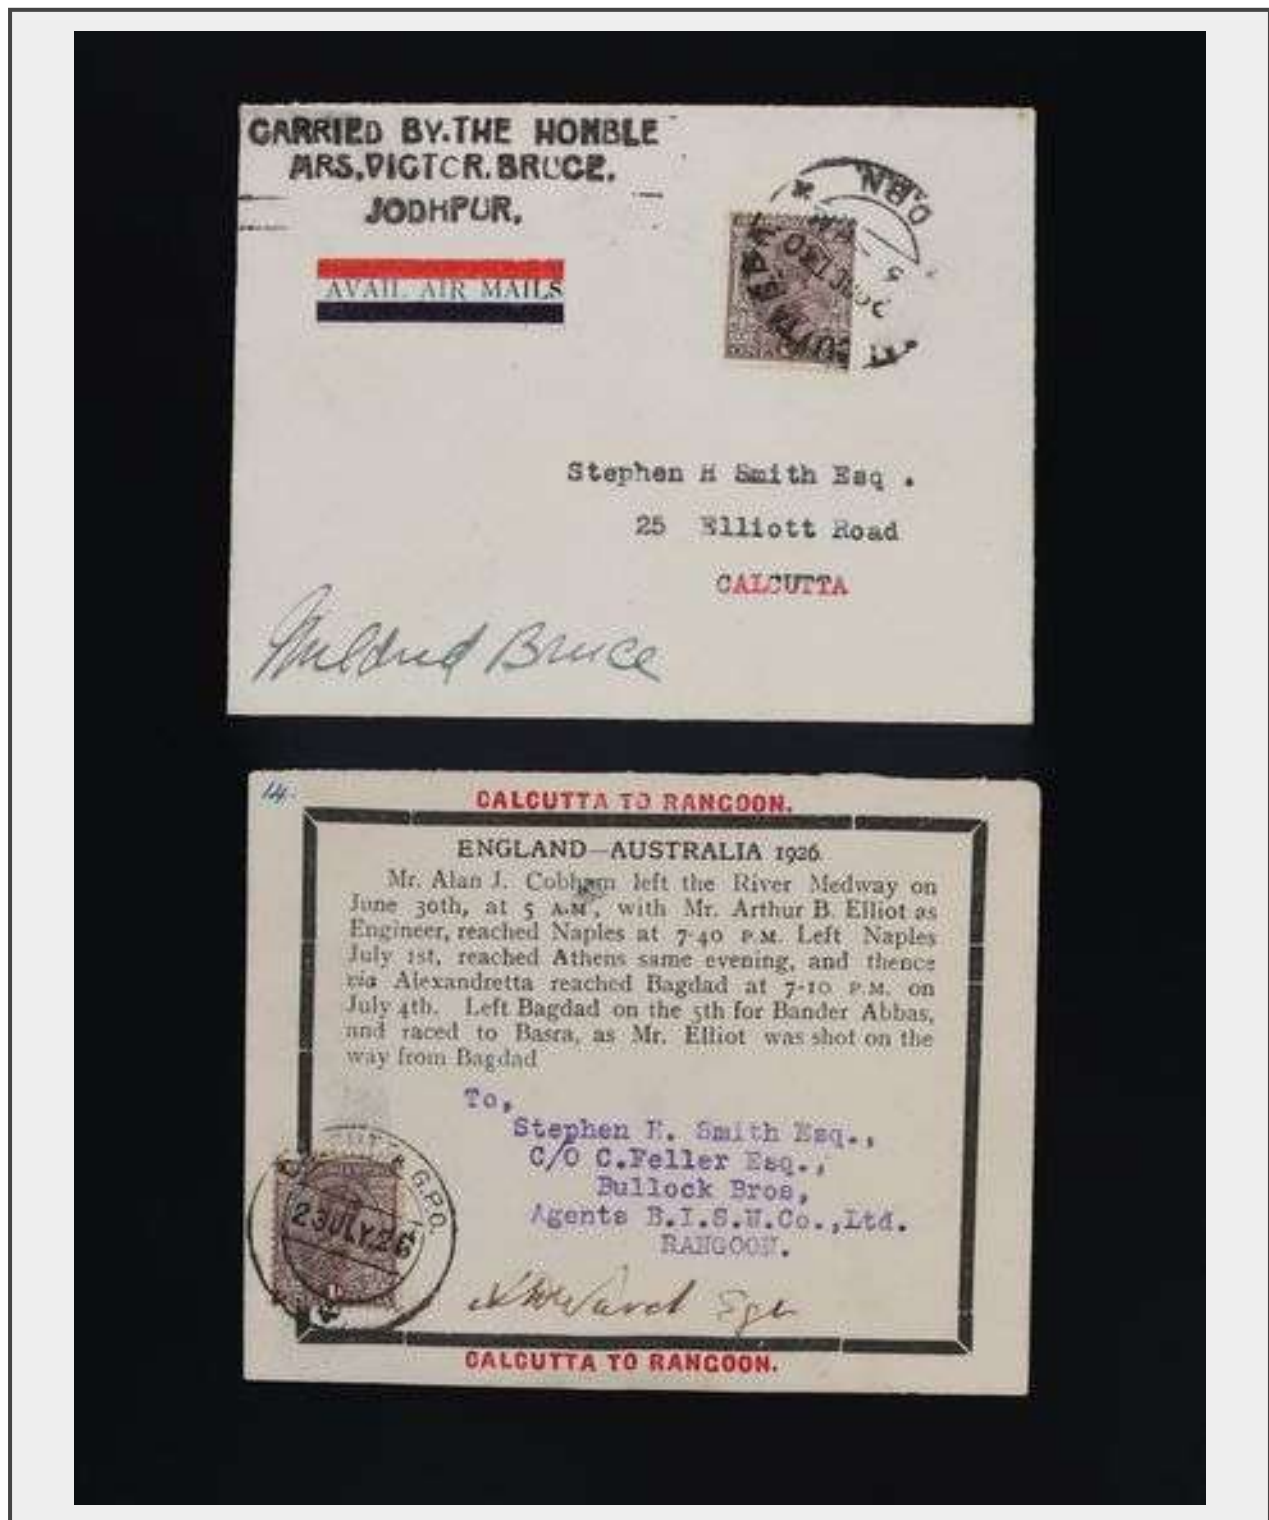 CARRIED BY.THE HONBLE
MRS.VICTOR.BRUCE.
JODHPUR.
AVAIL AIR MAILS
Stephen H Smith Esq .
25 Elliott Road
CALCUTTA
Mildred Bruce
14-
CALCUTTA TO RANGOON.
ENGLAND—AUSTRALIA 1926
Mr. Alan J. Cobham left the River Medway on
June 30th, at 5 A.M, with Mr. Arthur B. Elliot as
Engineer, reached Naples at 7-40 P.M. Left Naples
July 1st, reached Athens same evening, and thence
via Alexandretta reached Bagdad at 7-10 P.M. on
July 4th. Left Bagdad on the 5th for Bander Abbas,
and raced to Basra, as Mr. Elliot was shot on the
way from Bagdad
To,
Stephen H. Smith Esq.,
C/O C.Feller Esq.,
Bullock Bros,
Agents B.I.S.N.Co.,Ltd.
RANGOON.
G.P.O.
23JULY.26
Ward
CALCUTTA TO RANGOON.